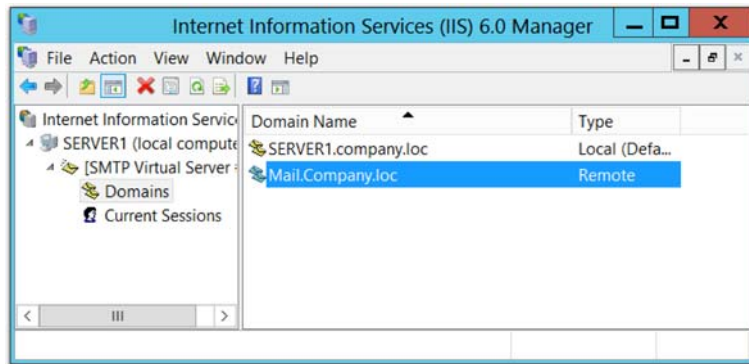 Internet Information Services (IIS) 6.0 Manager
File Action View Window Help
Internet Information Servic
SERVER1 (local compute
[SMTP Virtual Server
Domains
Current Sessions
Domain Name Type
SERVER1.company.loc Local (Defa...
Mail.Company.loc Remote